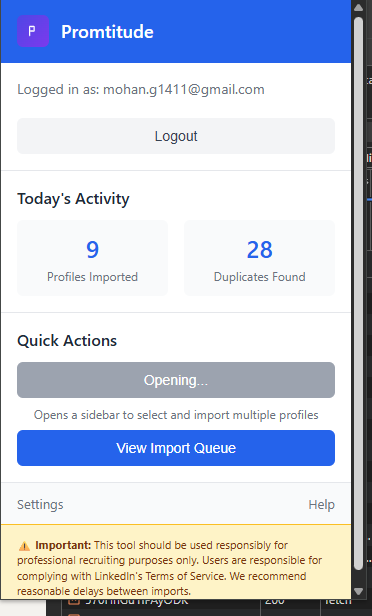 P Promtitude
Logged in as: mohan.g1411@gmail.com
Logout
Today's Activity
9
Profiles Imported
28
Duplicates Found
Quick Actions
Opening...
Opens a sidebar to select and import multiple profiles
View Import Queue
Settings
Help
⚠️ Important: This tool should be used responsibly for
professional recruiting purposes only. Users are responsible for
complying with LinkedIn's Terms of Service. We recommend
reasonable delays between imports.
200
fetch